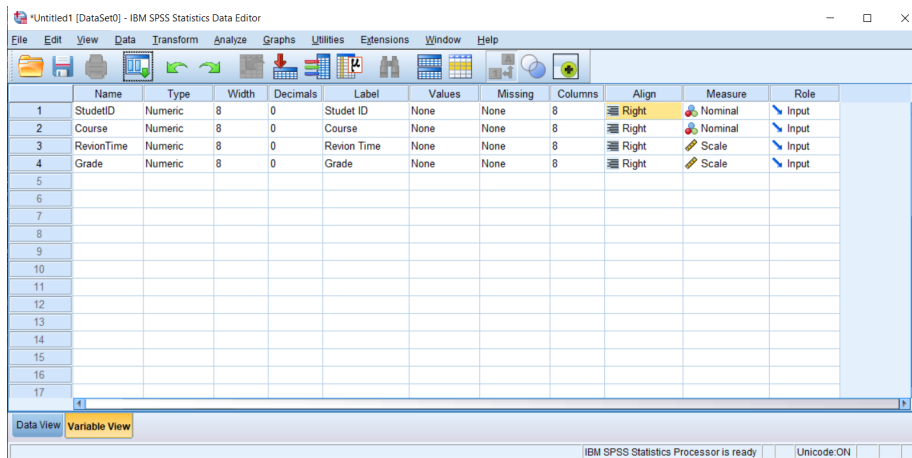 *Untitled1 [DataSet0] - IBM SPSS Statistics Data Editor
File Edit View Data Transform Analyze Graphs Utilities Extensions Window Help
Name Type Width Decimals Label Values Missing Columns Align Measure Role
1 StudetID Numeric 8 0 Studet ID None None 8 Right Nominal Input
2 Course Numeric 8 0 Course None None 8 Right Nominal Input
3 RevionTime Numeric 8 0 Revion Time None None 8 Right Scale Input
4 Grade Numeric 8 0 Grade None None 8 Right Scale Input
5
6
7
8
9
10
11
12
13
14
15
16
17
Data View Variable View
IBM SPSS Statistics Processor is ready Unicode:ON